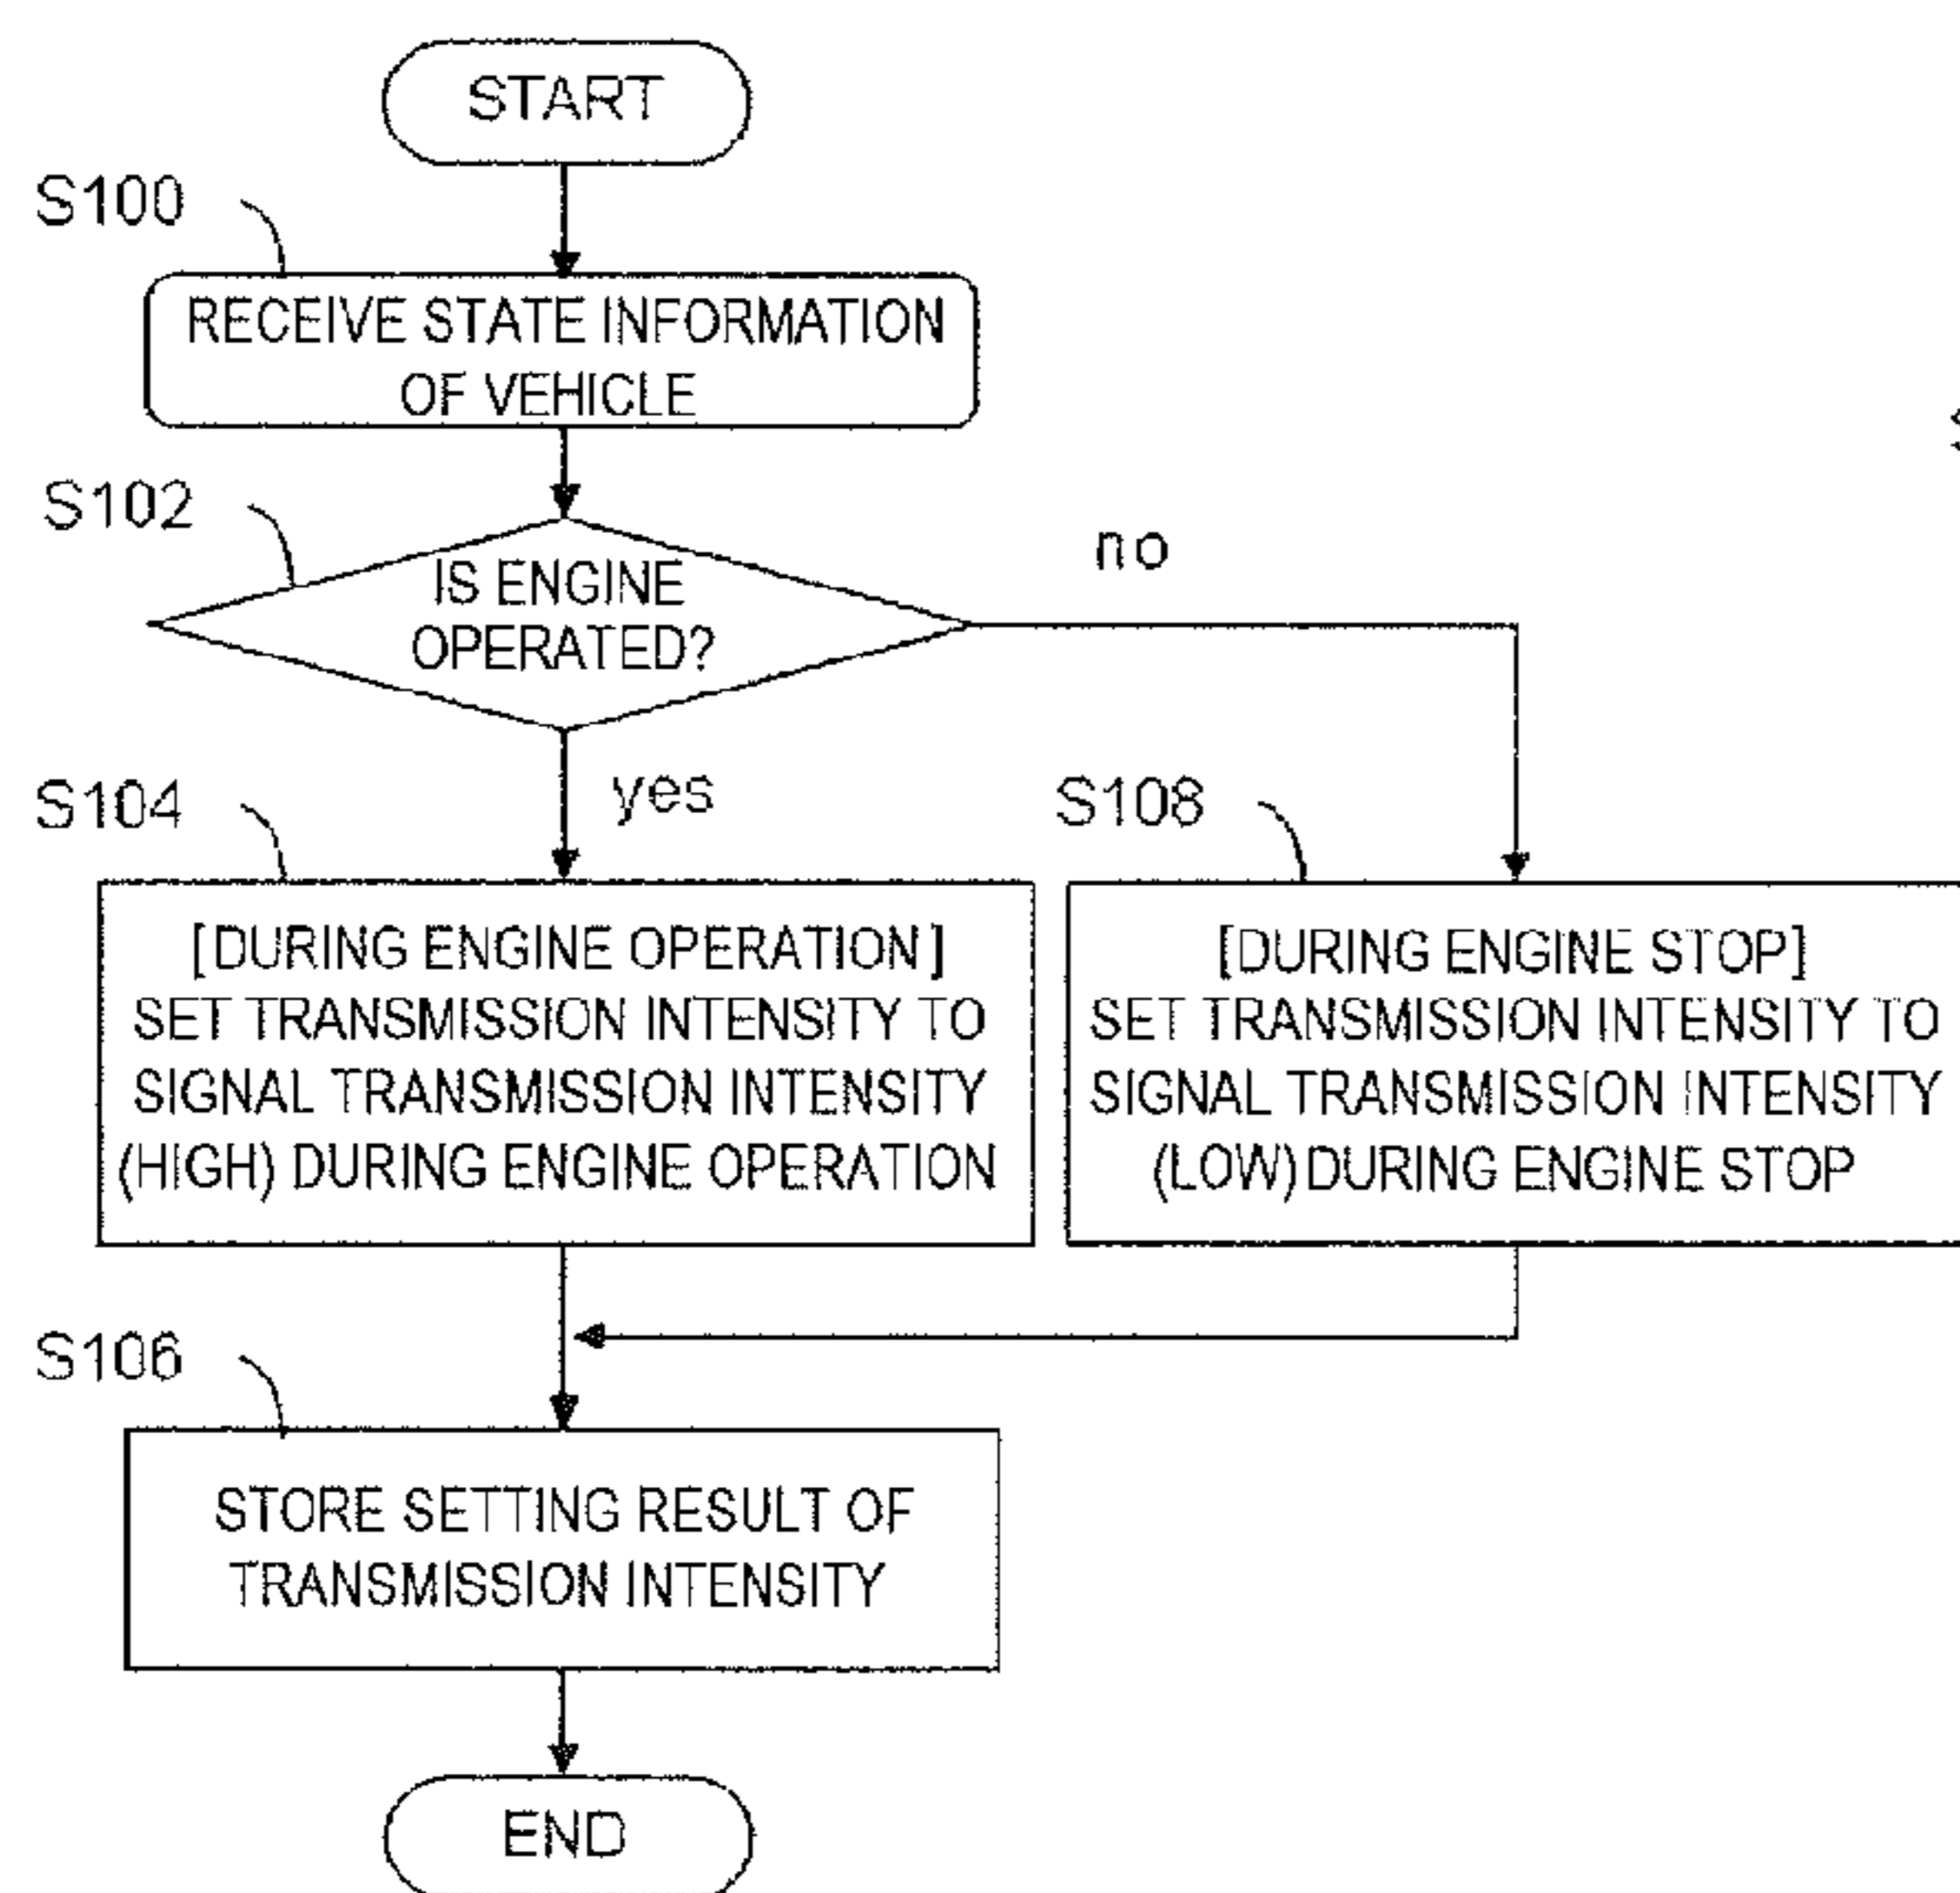 START
S100
RECEIVE STATE INFORMATION
OF VEHICLE
S102
IS ENGINE
OPERATED?
no
yes
S104
[DURING ENGINE OPERATION]
SET TRANSMISSION INTENSITY TO
SIGNAL TRANSMISSION INTENSITY
(HIGH) DURING ENGINE OPERATION
S108
[DURING ENGINE STOP]
SET TRANSMISSION INTENSITY TO
SIGNAL TRANSMISSION INTENSITY
(LOW) DURING ENGINE STOP
S106
STORE SETTING RESULT OF
TRANSMISSION INTENSITY
END